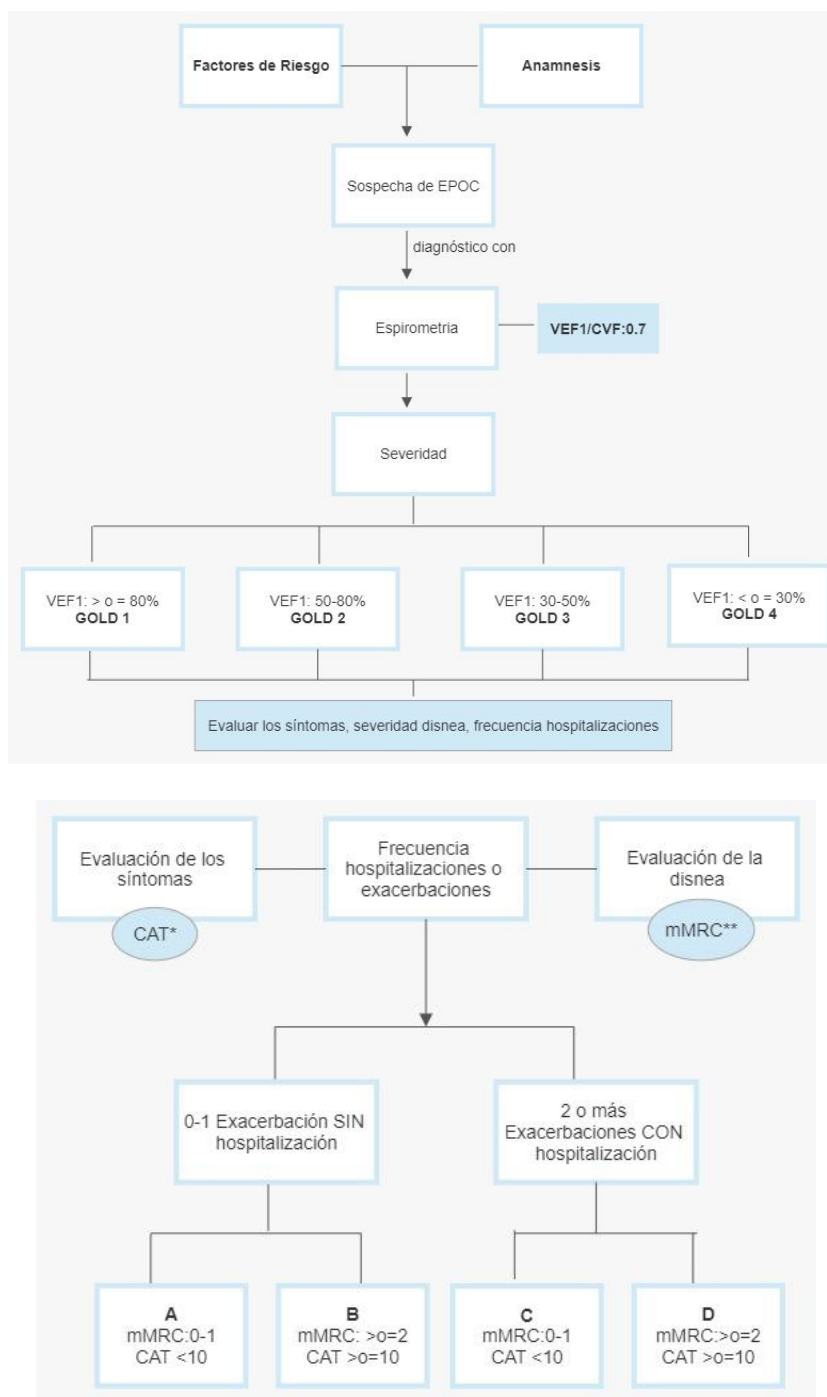 Factores de Riesgo
Anamnesis
Sospecha de EPOC
diagnóstico con
Espirometria
VEF1/CVF:0.7
Severidad
VEF1: > o = 80%
GOLD 1
VEF1: 50-80%
GOLD 2
VEF1: 30-50%
GOLD 3
VEF1: < o = 30%
GOLD 4
Evaluar los síntomas, severidad disnea, frecuencia hospitalizaciones
Evaluación de los
síntomas
CAT*
Frecuencia
hospitalizaciones o
exacerbaciones
Evaluación de la
disnea
mMRC**
0-1 Exacerbación SIN
hospitalización
2 o más
Exacerbaciones CON
hospitalización
A
mMRC:0-1
CAT <10
B
mMRC: >o=2
CAT >o=10
C
mMRC:0-1
CAT <10
D
mMRC:>o=2
CAT >o=10